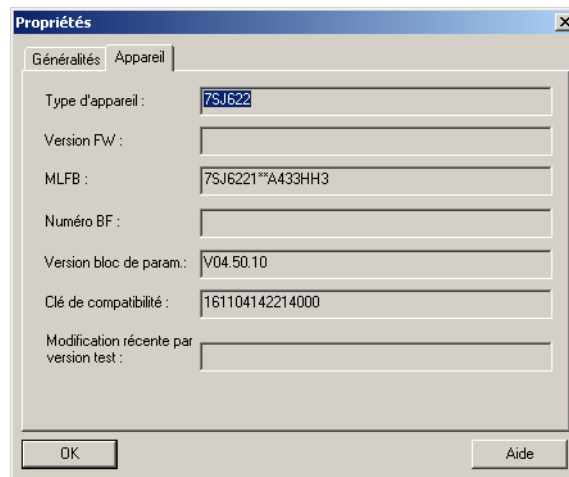 Propriétés
Généralités Appareil
Type d'appareil : 7SJ622
Version FW :
MLFB : 7SJ6221**A433HH3
Numéro BF :
Version bloc de param.: V04.50.10
Clé de compatibilité : 161104142214000
Modification récente par
version test :
OK Aide